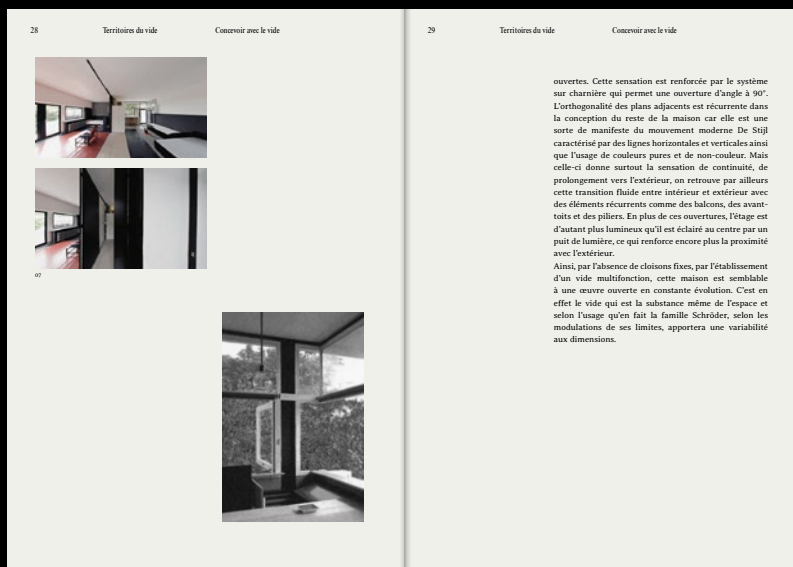 28
Territoires du vide
Concevoir avec le vide
07
29
Territoires du vide
Concevoir avec le vide
ouvertes. Cette sensation est renforcée par le système
sur charnière qui permet une ouverture d'angle à 90°.
L'orthogonalité des plans adjacents est récurrente dans
la conception du reste de la maison car elle est une
sorte de manifeste du mouvement moderne De Stijl
caractérisé par des lignes horizontales et verticales ainsi
que l'usage de couleurs pures et de non-couleur. Mais
celle-ci donne surtout la sensation de continuité, de
prolongement vers l'extérieur, on retrouve par ailleurs
cette transition fluide entre intérieur et extérieur avec
des éléments récurrents comme des balcons, des avant-
toits et des piliers. En plus de ces ouvertures, l'étage est
d'autant plus lumineux qu'il est éclairé au centre par un
puit de lumière, ce qui renforce encore plus la proximité
avec l'extérieur.
Ainsi, par l'absence de cloisons fixes, par l'établissement
d'un vide multifonction, cette maison est semblable
à une œuvre ouverte en constante évolution. C'est en
effet le vide qui est la substance même de l'espace et
selon l'usage qu'en fait la famille Schröder, selon les
modulations de ses limites, apportera une variabilité
aux dimensions.